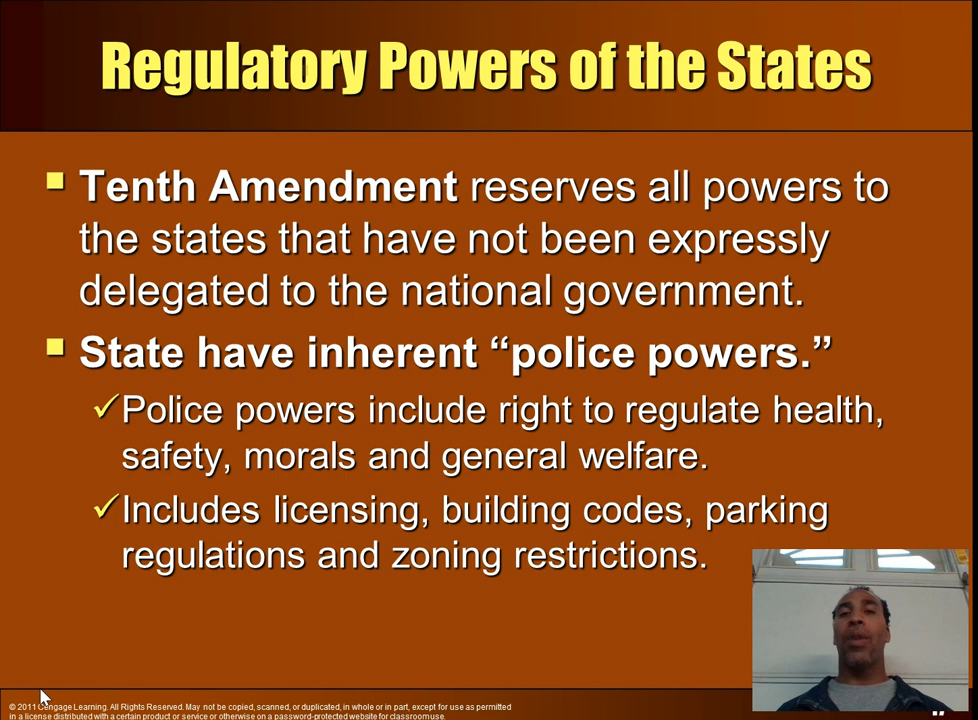 Regulatory Powers of the States
Tenth Amendment reserves all powers to
the states that have not been expressly
delegated to the national government.
State have inherent “police powers.”
Police powers include right to regulate health,
safety, morals and general welfare.
Includes licensing, building codes, parking
regulations and zoning restrictions.
© 2011 Cengage Learning. All Rights Reserved. May not be copied, scanned, or duplicated, in whole or in part, except for use as permitted
in a license distributed with a certain product or service or otherwise on a password-protected website for classroom use.